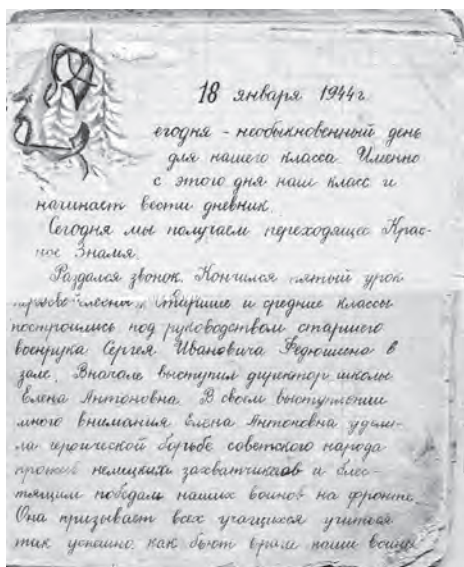 18 января 1944г
Сегодня - необыкновенный день
для нашего класса. Именно
с этого дня наш класс и
начинает вести дневник.
Сегодня мы получаем переходящее Крас-
ное Знамя.
Раздался звонок. Кончился пятый урок
старшие и средние классы
построились под руководством старшего
военрука Сергея Ивановича Федюшина в
зале. Вначале выступил директор школы
Елена Антоновна. В своем выступлении
много внимания Елена Антоновна удели-
ла героической борьбе советского народа
против немецких захватчиков и блес-
тящим победам наших воинов на фронте.
Она призывает всех учащихся учиться
так успешно, как бьют врага наши воины